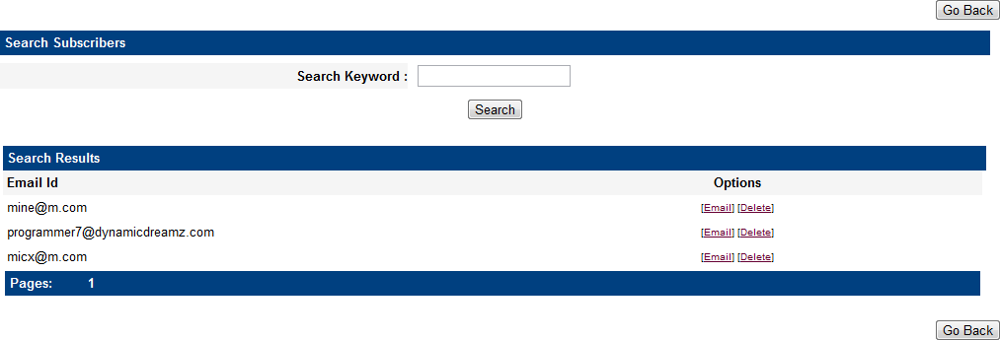 Go Back
Search Subscribers
Search Keyword :
Search
Search Results
Email Id Options
mine@m.com [Email] [Delete]
programmer7@dynamicdreamz.com [Email] [Delete]
micx@m.com [Email] [Delete]
Pages: 1
Go Back